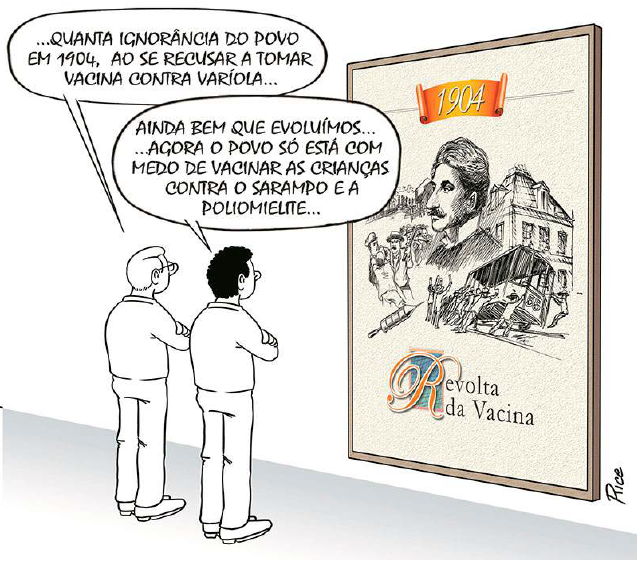 ...QUANTA IGNORÂNCIA DO POVO
EM 1904, AO SE RECUSAR A TOMAR
VACINA CONTRA VARÍOLA...
AINDA BEM QUE EVOLUÍMOS...
...AGORA O POVO SÓ ESTÁ COM
MEDO DE VACINAR AS CRIANÇAS
CONTRA O SARAMPO E A
POLIOMIELITE...
1904
Revolta
da Vacina
Rice